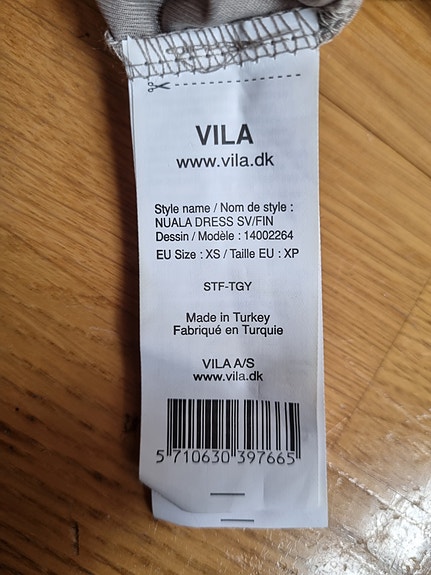 VILA
www.vila.dk
Style name / Nom de style :
NUALA DRESS SV/FIN
Dessin / Modèle : 14002264
EU Size : XS / Taille EU : XP
STF-TGY
Made in Turkey
Fabriqué en Turquie
VILA A/S
www.vila.dk
5 710630 397665